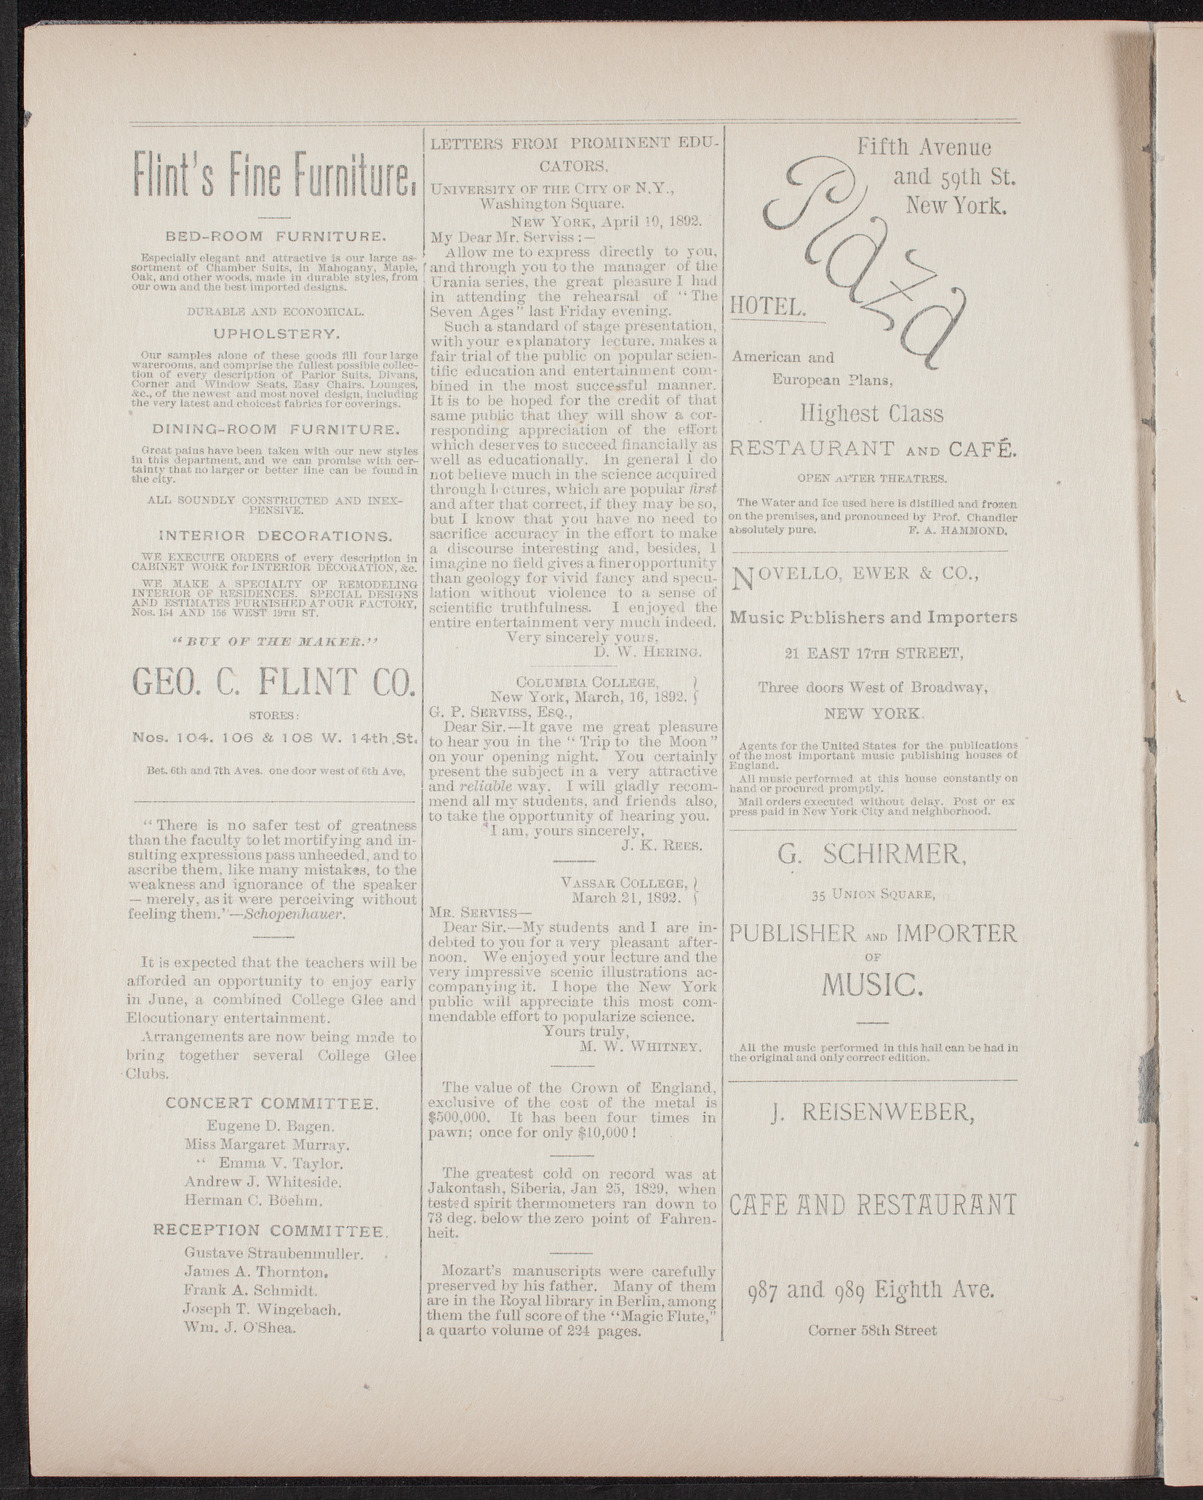 Flint's Fine Furniture.
BED-ROOM FURNITURE.
Especially elegant and attractive is our large as-
sortment of Chamber Suits, in Mahogany, Maple,
Oak, and other woods, made in durable styles, from
our own and the best imported designs.
DURABLE AND ECONOMICAL.
UPHOLSTERY.
Our samples alone of these goods fill four large
warerooms, and comprise the fullest possible collec-
tion of every description of Parlor Suits, Divans,
Corner and Window Seats, Easy Chairs, Lounges,
&c., of the newest and most novel design, including
the very latest and choicest fabrics for coverings.
DINING-ROOM FURNITURE.
Great pains have been taken with our new styles
in this department, and we can promise with cer-
tainty that no larger or better line can be found in
the city.
ALL SOUNDLY CONSTRUCTED AND INEX-
PENSIVE.
INTERIOR DECORATIONS.
WE EXECUTE ORDERS of every description in
CABINET WORK for INTERIOR DECORATION, &c.
WE MAKE A SPECIALTY OF REMODELING
INTERIOR OF RESIDENCES. SPECIAL DESIGNS
AND ESTIMATES FURNISHED AT OUR FACTORY,
Nos. 154 AND 156 WEST 19TH ST.
"BUY OF THE MAKER."
GEO. C. FLINT CO.
STORES:
Nos. 104. 106 & 108 W. 14th St.
Bet. 6th and 7th Aves. one door west of 6th Ave,
"There is no safer test of greatness
than the faculty to let mortifying and in-
sulting expressions pass unheeded, and to
ascribe them, like many mistakes, to the
weakness and ignorance of the speaker
— merely, as it were perceiving without
feeling them.'—Schopenhauer.
It is expected that the teachers will be
afforded an opportunity to enjoy early
in June, a combined College Glee and
Elocutionary entertainment.
Arrangements are now being made to
bring together several College Glee
Clubs.
CONCERT COMMITTEE.
Eugene D. Bagen.
Miss Margaret Murray.
" Emma V. Taylor.
Andrew J. Whiteside.
Herman C. Boehm.
RECEPTION COMMITTEE.
Gustave Straubenmuller.
James A. Thornton.
Frank A. Schmidt.
Joseph T. Wingebach.
Wm. J. O'Shea.
LETTERS FROM PROMINENT EDU-
CATORS.
UNIVERSITY OF THE CITY OF N.Y.,
Washington Square.
NEW YORK, April 10, 1892.
My Dear Mr. Serviss:—
Allow me to express directly to you,
and through you to the manager of the
Urania series, the great pleasure I had
in attending the rehearsal of "The
Seven Ages" last Friday evening.
Such a standard of stage presentation,
with your explanatory lecture, makes a
fair trial of the public on popular scien-
tific education and entertainment com-
bined in the most successful manner.
It is to be hoped for the credit of that
same public that they will show a cor-
responding appreciation of the effort
which deserves to succeed financially as
well as educationally. In general I do
not believe much in the science acquired
through lectures, which are popular first
and after that correct, if they may be so,
but I know that you have no need to
sacrifice accuracy in the effort to make
a discourse interesting and, besides, I
imagine no field gives a finer opportunity
than geology for vivid fancy and specu-
lation without violence to a sense of
scientific truthfulness. I enjoyed the
entire entertainment very much indeed.
Very sincerely yours,
D. W. HERING.
COLUMBIA COLLEGE, }
New York, March, 16, 1892. {
G. P. SERVISS, ESQ.,
Dear Sir.—It gave me great pleasure
to hear you in the "Trip to the Moon"
on your opening night. You certainly
present the subject in a very attractive
and reliable way. I will gladly recom-
mend all my students, and friends also,
to take the opportunity of hearing you.
I am, yours sincerely,
J. K. REES.
VASSAR COLLEGE, }
March 21, 1892. {
MR. SERVISS—
Dear Sir.—My students and I are in-
debted to you for a very pleasant after-
noon. We enjoyed your lecture and the
very impressive scenic illustrations ac-
companying it. I hope the New York
public will appreciate this most com-
mendable effort to popularize science.
Yours truly,
M. W. WHITNEY.
The value of the Crown of England,
exclusive of the cost of the metal is
$500,000. It has been four times in
pawn; once for only $10,000!
The greatest cold on record was at
Jakontash, Siberia, Jan 25, 1829, when
tested spirit thermometers ran down to
73 deg. below the zero point of Fahren-
heit.
Mozart's manuscripts were carefully
preserved by his father. Many of them
are in the Royal library in Berlin, among
them the full score of the "Magic Flute,"
a quarto volume of 224 pages.
Fifth Avenue
and 59th St.
New York.
Plaza
HOTEL.
American and
European Plans,
Highest Class
RESTAURANT AND CAFÉ.
OPEN AFTER THEATRES.
The Water and Ice used here is distilled and frozen
on the premises, and pronounced by Prof. Chandler
absolutely pure. F. A. HAMMOND.
NOVELLO, EWER & CO.,
Music Publishers and Importers
21 EAST 17TH STREET,
Three doors West of Broadway,
NEW YORK.
Agents for the United States for the publications
of the most important music publishing houses of
England.
All music performed at this house constantly on
hand or procured promptly.
Mail orders executed without delay. Post or ex
press paid in New York City and neighborhood.
G. SCHIRMER,
35 UNION SQUARE,
PUBLISHER AND IMPORTER
OF
MUSIC.
All the music performed in this hall can be had in
the original and only correct edition.
J. REISENWEBER,
CAFE AND RESTAURANT
987 and 989 Eighth Ave.
Corner 58th Street